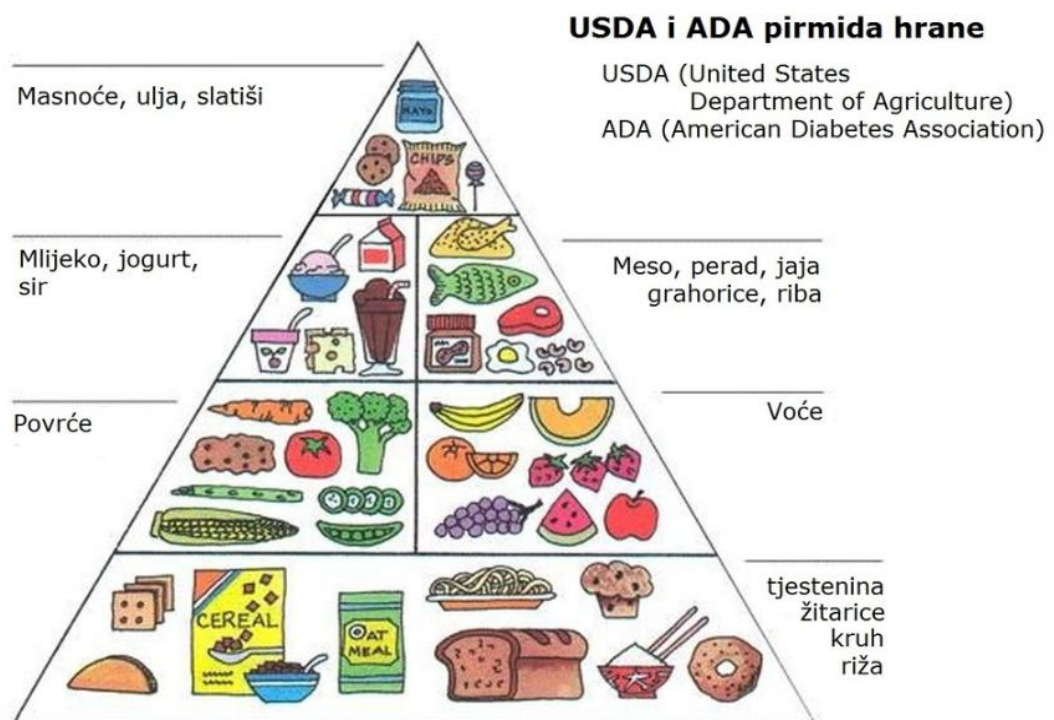 USDA i ADA pirmida hrane
USDA (United States
Department of Agriculture)
ADA (American Diabetes Association)
Masnoće, ulja, slatiši
MAYO
CHIPS
Mlijeko, jogurt,
sir
Meso, perad, jaja
grahorice, riba
Povrće
Voće
CEREAL
OAT
MEAL
tjestenina
žitarice
kruh
riža